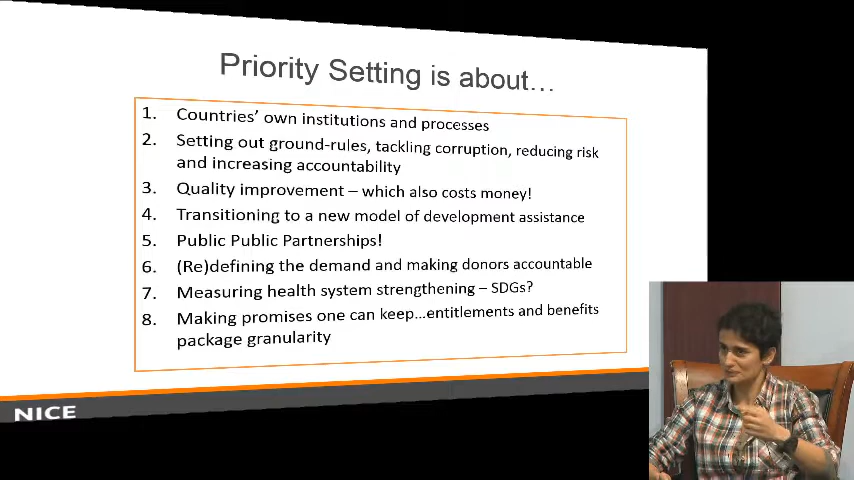 Priority Setting is about…
1. Countries' own institutions and processes
2. Setting out ground-rules, tackling corruption, reducing risk
and increasing accountability
3. Quality improvement – which also costs money!
4. Transitioning to a new model of development assistance
5. Public Public Partnerships!
6. (Re)defining the demand and making donors accountable
7. Measuring health system strengthening – SDGs?
8. Making promises one can keep…entitlements and benefits
package granularity
NICE